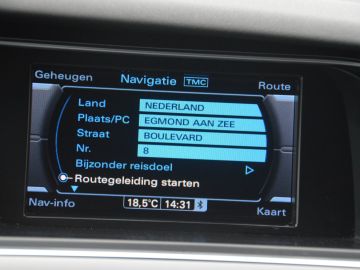 Geheugen Navigatie TMC Route
Land NEDERLAND
Plaats/PC EGMOND AAN ZEE
Straat BOULEVARD
Nr. 8
Bijzonder reisdoel
Routegeleiding starten
Nav-info 18,5°C 14:31 Kaart